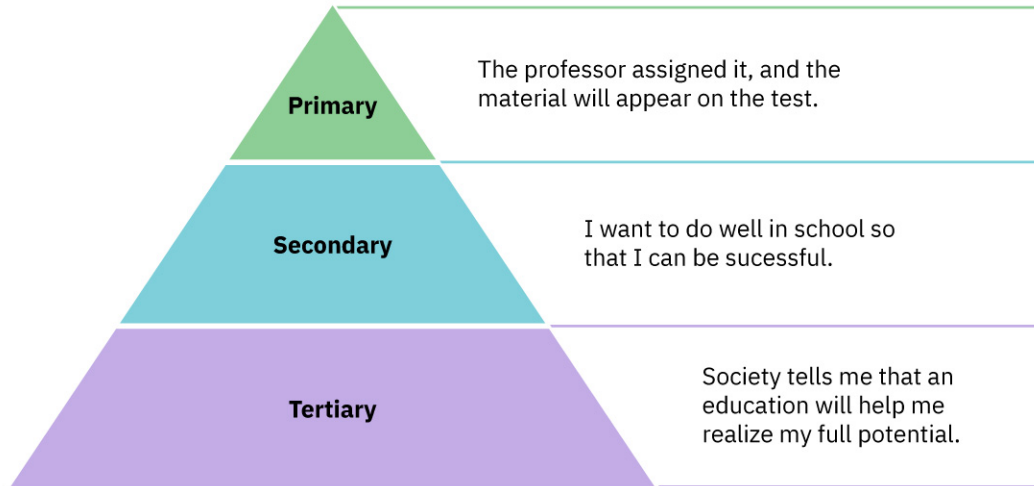 Primary
The professor assigned it, and the
material will appear on the test.
Secondary
I want to do well in school so
that I can be sucessful.
Tertiary
Society tells me that an
education will help me
realize my full potential.